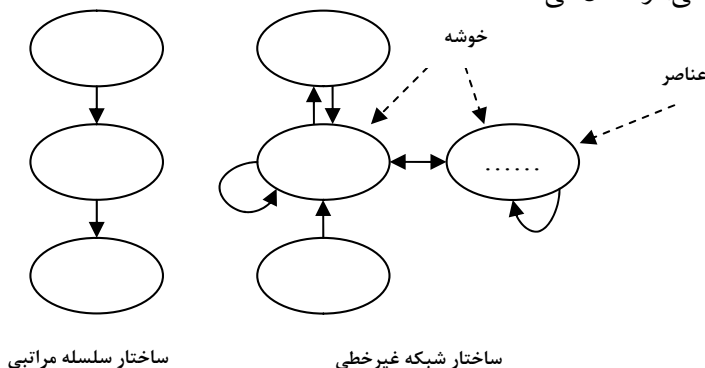 خوشه
عناصر
......
ساختار سلسله مراتبی
ساختار شبکه غیرخطی